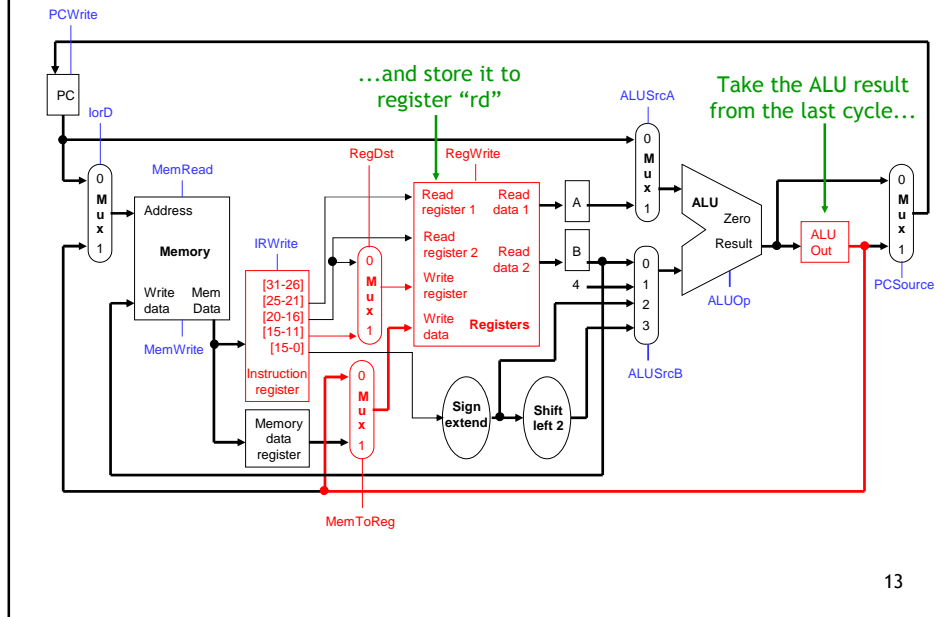 PCWrite
PC
IorD
0
M
u
x
1
MemRead
Address
Memory
Write
data
Mem
Data
MemWrite
IRWrite
[31-26]
[25-21]
[20-16]
[15-11]
[15-0]
Instruction
register
Memory
data
register
...and store it to
register “rd”
RegDst
0
M
u
x
1
0
M
u
x
1
MemToReg
RegWrite
Read
register 1
Read
data 1
Read
register 2
Read
data 2
Write
register
Write
data
Registers
Sign
extend
Shift
left 2
A
B
4
ALUSrcA
0
M
u
x
1
0
1
2
3
ALUSrcB
ALU
Zero
Result
ALUOp
Take the ALU result
from the last cycle...
ALU
Out
0
M
u
x
1
PCSource
13